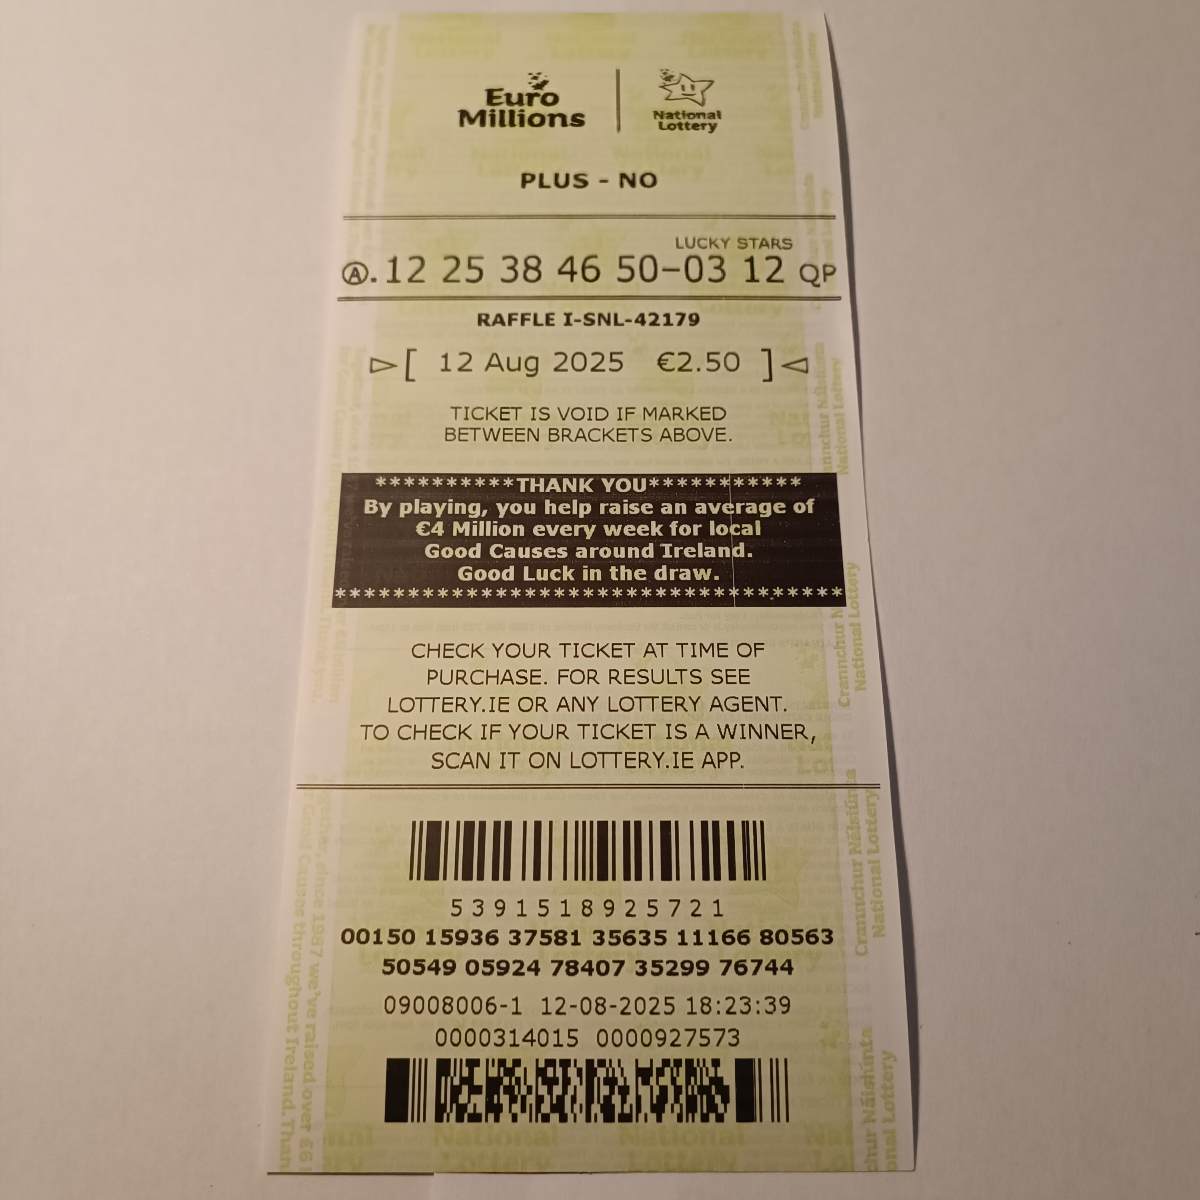 Euro
Millions
National
Lottery
PLUS - NO
LUCKY STARS
Ⓐ. 12 25 38 46 50-03 12 QP
RAFFLE I-SNL-42179
▷[ 12 Aug 2025 €2.50 ]◁
TICKET IS VOID IF MARKED
BETWEEN BRACKETS ABOVE.
**********THANK YOU***********
By playing, you help raise an average of
€4 Million every week for local
Good Causes around Ireland.
Good Luck in the draw.
***********************************
CHECK YOUR TICKET AT TIME OF
PURCHASE. FOR RESULTS SEE
LOTTERY.IE OR ANY LOTTERY AGENT.
TO CHECK IF YOUR TICKET IS A WINNER,
SCAN IT ON LOTTERY.IE APP.
5391518925721
00150 15936 37581 35635 11166 80563
50549 05924 78407 35299 76744
09008006-1 12-08-2025 18:23:39
0000314015 0000927573
Crannchur Náisiúnta
National Lottery